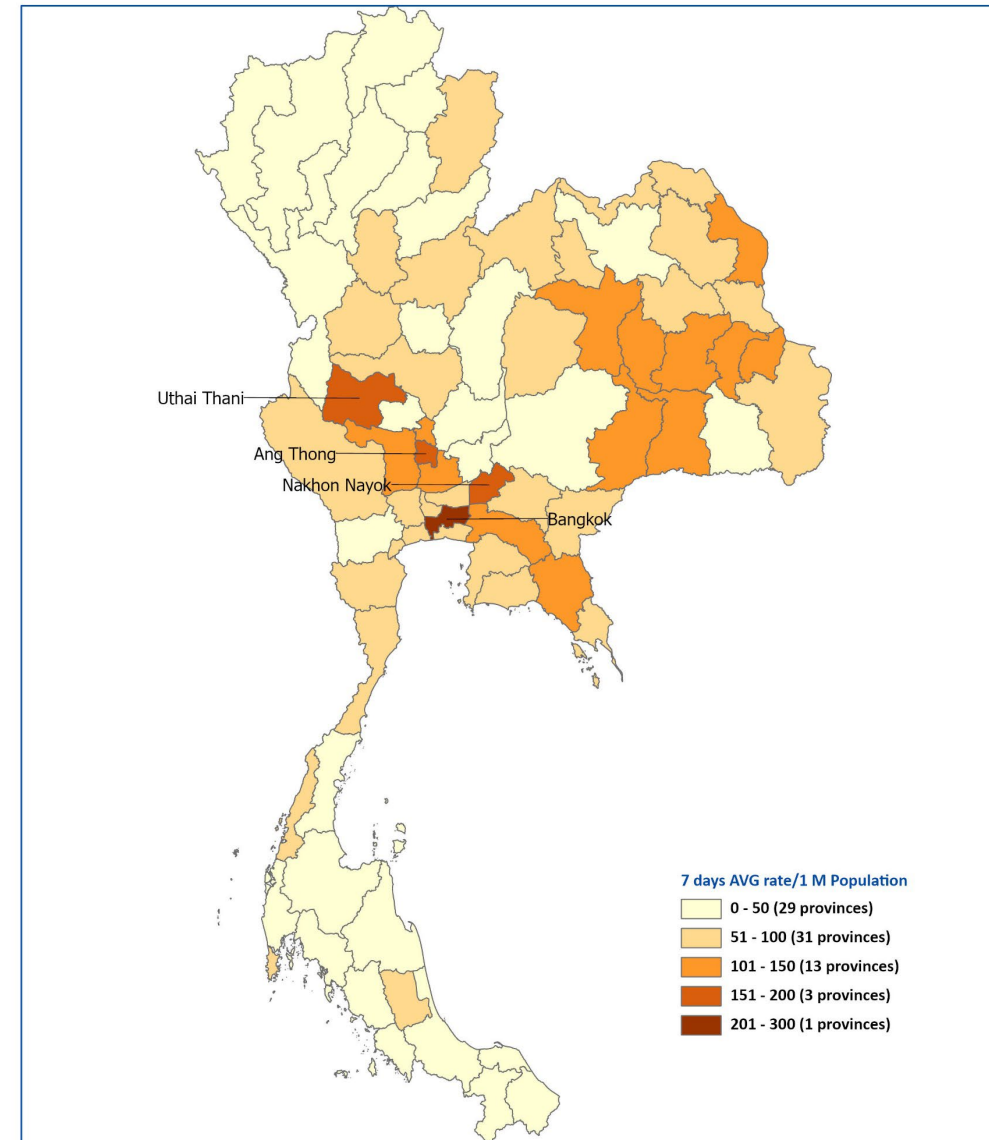 Uthai Thani
Ang Thong
Nakhon Nayok
Bangkok
7 days AVG rate/1 M Population
0 - 50 (29 provinces)
51 - 100 (31 provinces)
101 - 150 (13 provinces)
151 - 200 (3 provinces)
201 - 300 (1 provinces)